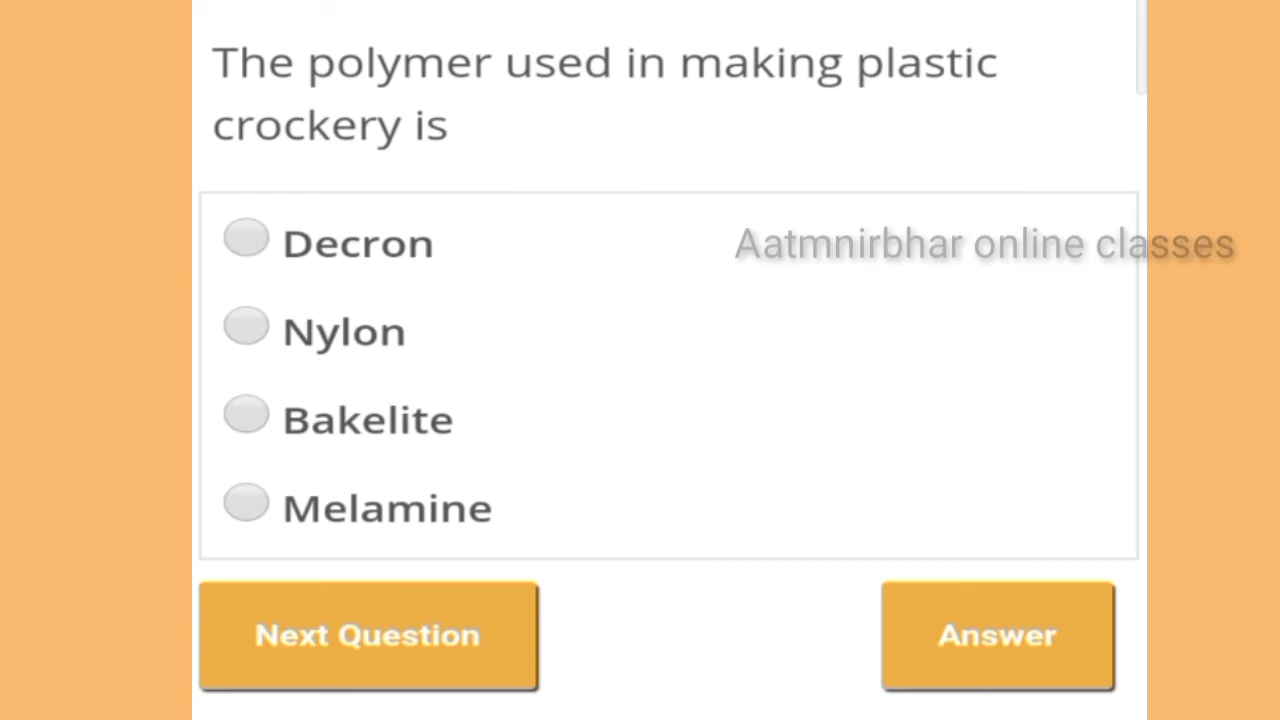 The polymer used in making plastic
crockery is
Decron
Aatmnirbhar online classes
Nylon
Bakelite
Melamine
Next Question
Answer